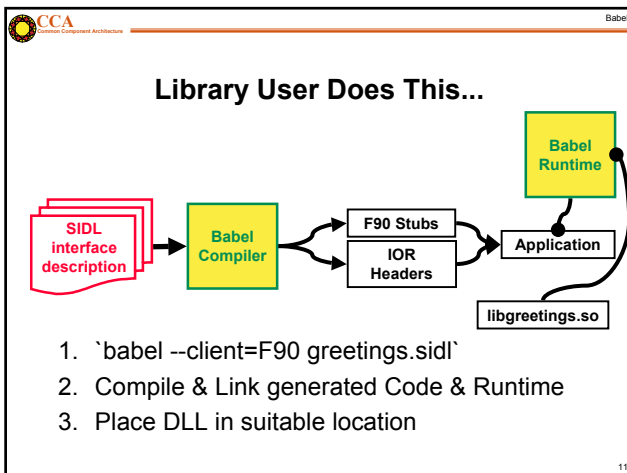 CCA
Common Component Architecture
Babel
Library User Does This...
Babel
Runtime
SIDL
interface
description
Babel
Compiler
F90 Stubs
IOR
Headers
Application
libgreetings.so
1. `babel --client=F90 greetings.sidl`
2. Compile & Link generated Code & Runtime
3. Place DLL in suitable location
11